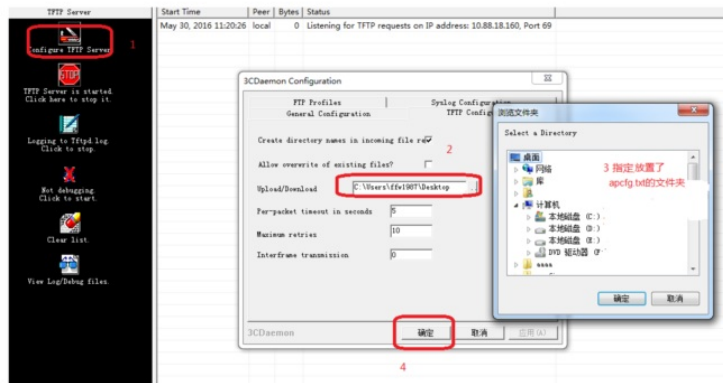 TFTP Server
Start Time
Peer
Bytes
Status
May 30, 2016 11:20:26
local
0
Listening for TFTP requests on IP address: 10.88.18.160, Port 69
Configure TFTP Server
1
STOP
TFTP Server is started.
Click here to stop it.
Logging to Tftpd.log.
Click to stop.
Not debugging.
Click to start.
Clear list.
View Log/Debug files.
3CDaemon Configuration
FTP Profiles
Syslog Configuration
General Configuration
TFTP Config
Create directory names in incoming file re
2
Allow overwrite of existing files?
Upload/Download
C:\Users\ffw1987\Desktop
Per-packet timeout in seconds
5
Maximum retries
10
Interframe transmission
0
3CDaemon
确定
取消
应用(A)
4
浏览文件夹
Select a Directory
桌面
网络
库
计算机
本地磁盘 (C:)
本地磁盘 (D:)
本地磁盘 (E:)
DVD 驱动器 (F
aaaa
3 指定放置了
apcfg.txt的文件夹
确定
取消